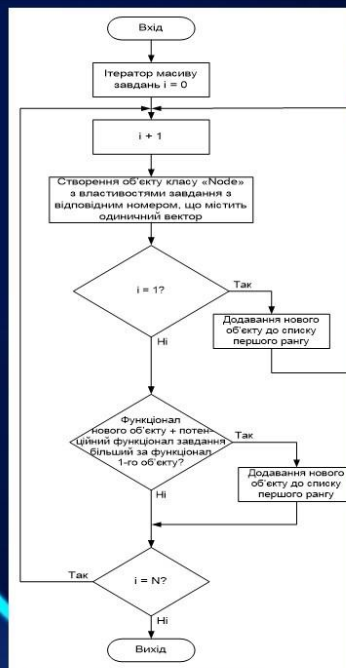 Вхід
Ітератор масиву
завдань i = 0
i + 1
Створення об'єкту класу «Node»
з властивостями завдання з
відповідним номером, що містить
одиничний вектор
i = 1?
Так
Ні
Додавання нового
об'єкту до списку
першого рангу
Функціонал
нового об'єкту + потен-
ційний функціонал завдання
більший за функціонал
1-го об'єкту?
Так
Ні
Додавання нового
об'єкту до списку
першого рангу
Так
i = N?
Ні
Вихід